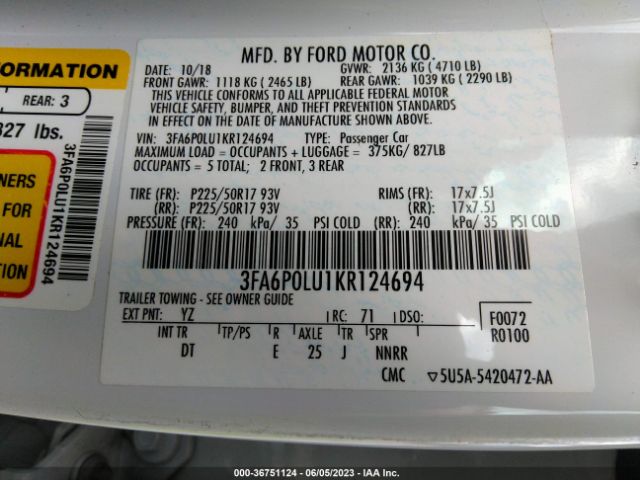 MFD. BY FORD MOTOR CO.
DATE: 10/18 GVWR: 2136 KG (4710 LB)
FRONT GAWR: 1118 KG (2465 LB) REAR GAWR: 1039 KG (2290 LB)
THIS VEHICLE CONFORMS TO ALL APPLICABLE FEDERAL MOTOR
VEHICLE SAFETY, BUMPER, AND THEFT PREVENTION STANDARDS
IN EFFECT ON THE DATE OF MANUFACTURE SHOWN ABOVE.
VIN: 3FA6P0LU1KR124694 TYPE: Passenger Car
MAXIMUM LOAD = OCCUPANTS + LUGGAGE = 375KG/ 827LB
OCCUPANTS = 5 TOTAL; 2 FRONT, 3 REAR
TIRE (FR): P225/50R17 93V RIMS (FR): 17x7.5J
(RR): P225/50R17 93V (RR): 17x7.5J
PRESSURE (FR): 240 kPa/ 35 PSI COLD (RR): 240 kPa/ 35 PSI COLD
3FA6P0LU1KR124694
TRAILER TOWING - SEE OWNER GUIDE
EXT PNT: YZ RC: 71 DSO: F0072
INT TR TP/PS R AXLE TR SPR R0100
DT E 25 J NNRR
CMC ▽5U5A-5420472-AA
FORMATION
REAR: 3
827 lbs.
NERS
FOR
NAL
TION
3FA6P0LU1KR124694
000-36751124 - 06/05/2023 - IAA Inc.